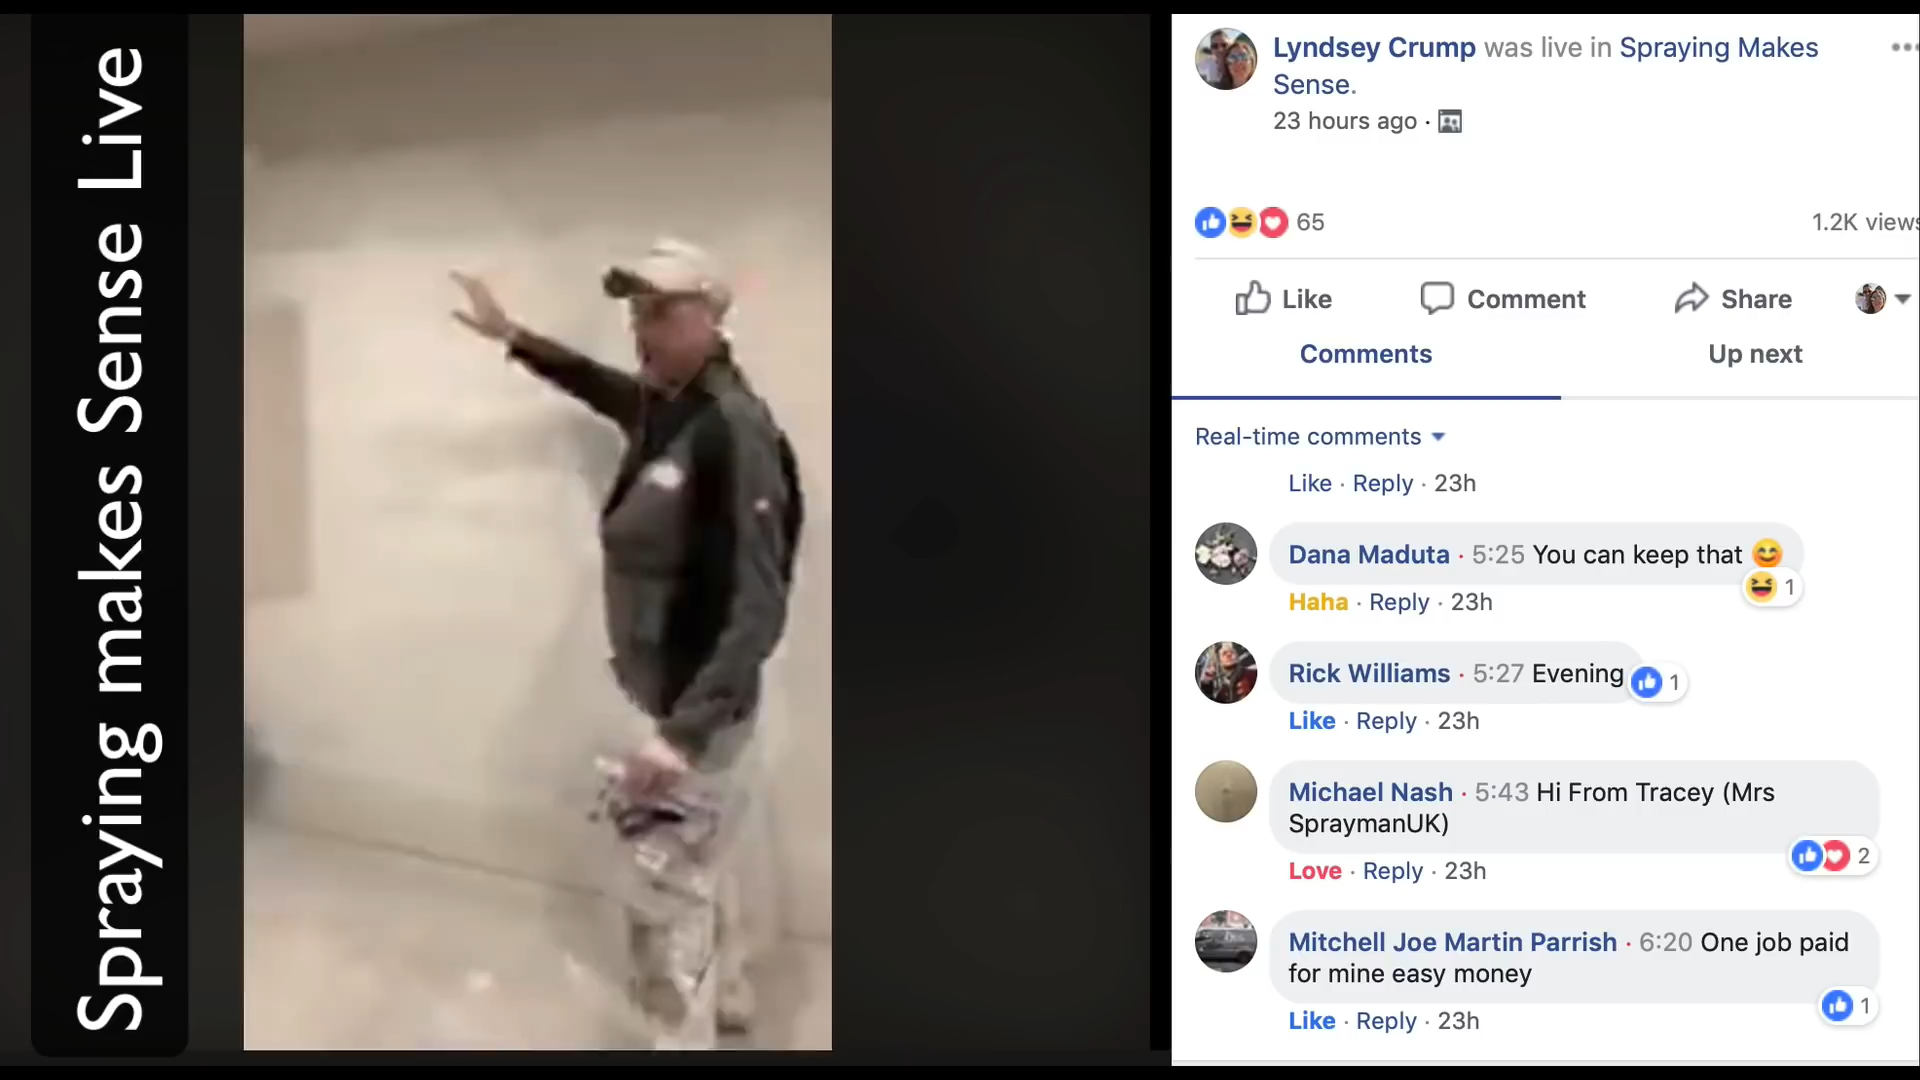 Spraying makes Sense Live
Lyndsey Crump was live in Spraying Makes
Sense.
23 hours ago ·
65
1.2K views
Like
Comment
Share
Comments
Up next
Real-time comments
Like · Reply · 23h
Dana Maduta · 5:25 You can keep that 😊
1
Haha · Reply · 23h
Rick Williams · 5:27 Evening
1
Like · Reply · 23h
Michael Nash · 5:43 Hi From Tracey (Mrs
SpraymanUK)
2
Love · Reply · 23h
Mitchell Joe Martin Parrish · 6:20 One job paid
for mine easy money
1
Like · Reply · 23h